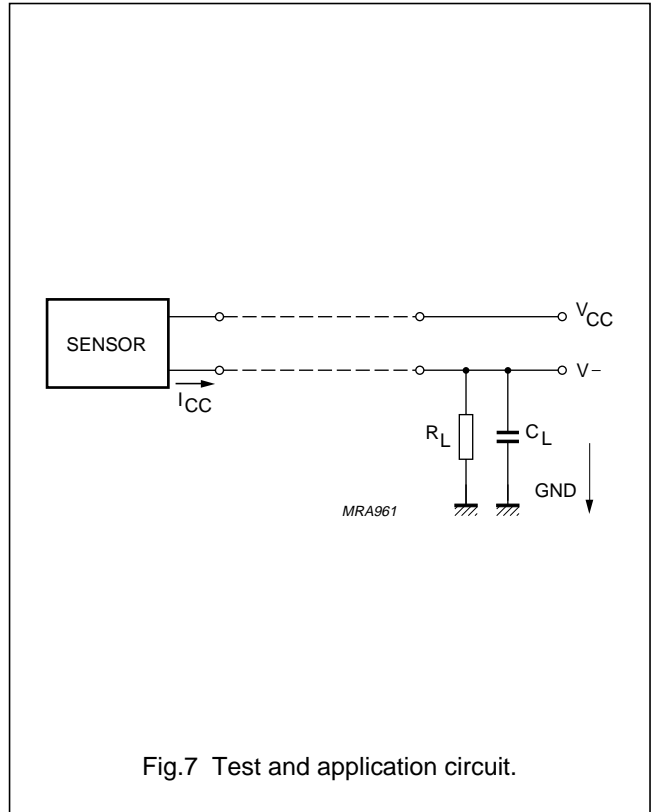 VCC
SENSOR
V–
ICC
RL
CL
GND
MRA961
Fig.7 Test and application circuit.